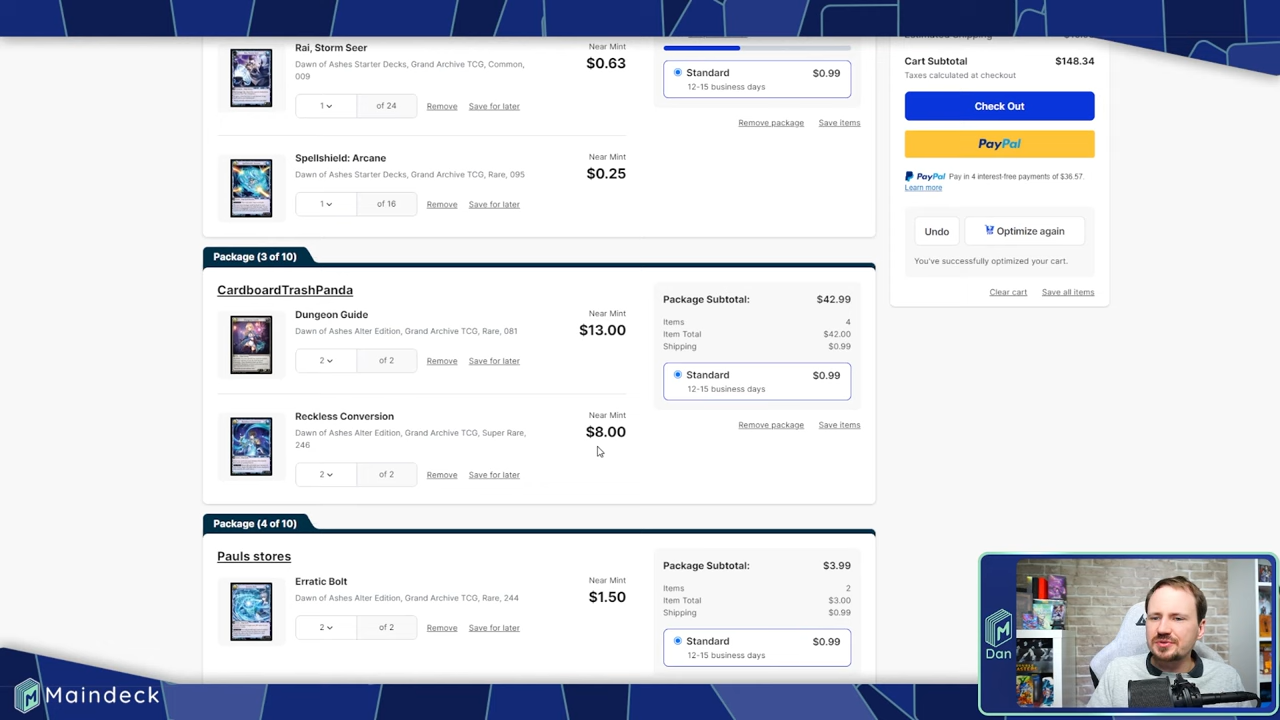 Rai, Storm Seer
Dawn of Ashes Starter Decks, Grand Archive TCG, Common,
009
Near Mint
$0.63
1
of 24
Remove
Save for later
Standard
$0.99
12-15 business days
Remove package
Save items
Spellshield: Arcane
Dawn of Ashes Starter Decks, Grand Archive TCG, Rare, 095
Near Mint
$0.25
1
of 16
Remove
Save for later
Estimated Shipping
Cart Subtotal
$148.34
Taxes calculated at checkout
Check Out
PayPal
PayPal Pay in 4 interest-free payments of $36.57.
Learn more
Undo
Optimize again
You've successfully optimized your cart.
Clear cart
Save all items
Package (3 of 10)
CardboardTrashPanda
Dungeon Guide
Dawn of Ashes Alter Edition, Grand Archive TCG, Rare, 081
Near Mint
$13.00
2
of 2
Remove
Save for later
Reckless Conversion
Dawn of Ashes Alter Edition, Grand Archive TCG, Super Rare,
246
Near Mint
$8.00
2
of 2
Remove
Save for later
Package Subtotal:
$42.99
Items
4
Item Total
$42.00
Shipping
$0.99
Standard
$0.99
12-15 business days
Remove package
Save items
Package (4 of 10)
Pauls stores
Erratic Bolt
Dawn of Ashes Alter Edition, Grand Archive TCG, Rare, 244
Near Mint
$1.50
2
of 2
Remove
Save for later
Package Subtotal:
$3.99
Items
2
Item Total
$3.00
Shipping
$0.99
Standard
$0.99
12-15 business days
Maindeck
Dan